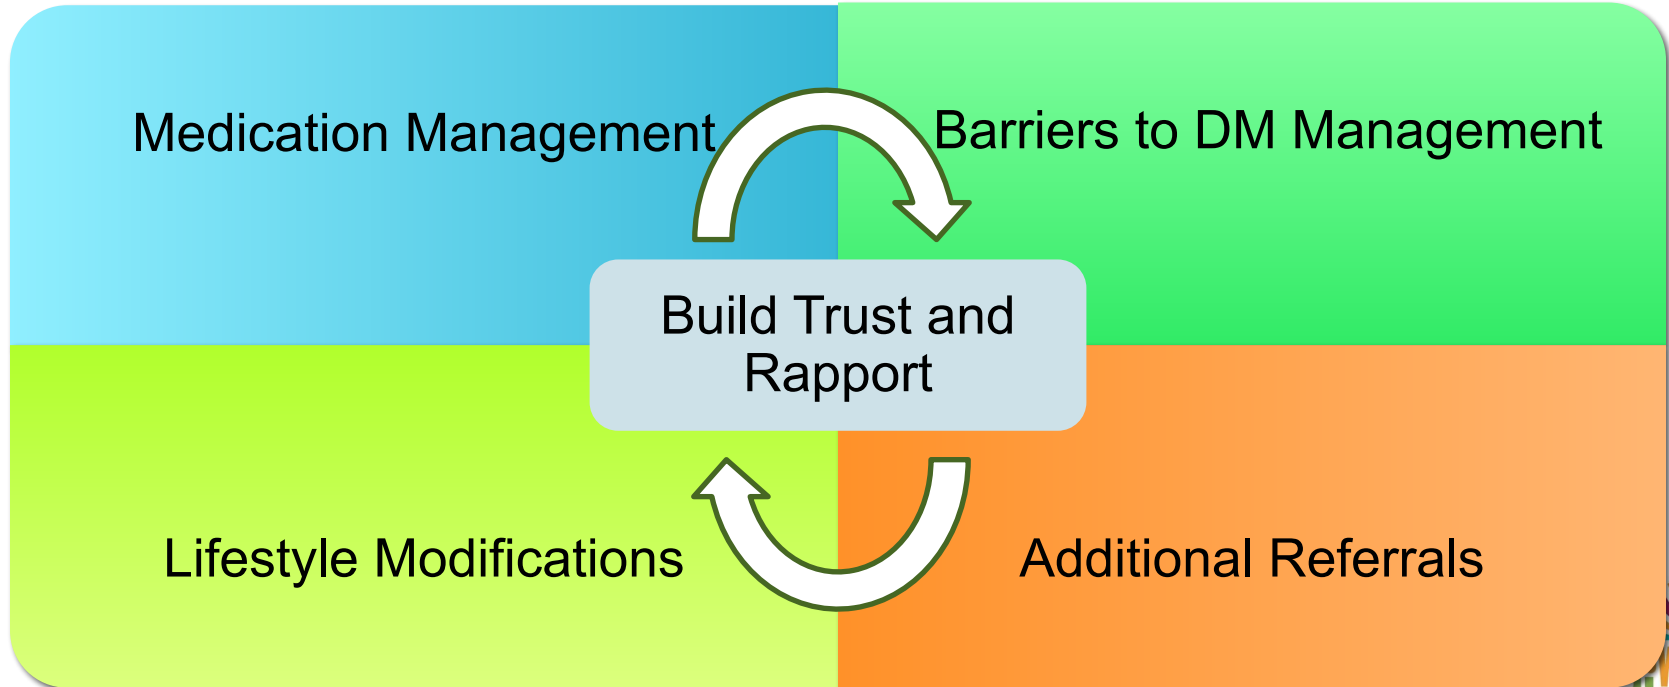 Medication Management
Barriers to DM Management
Build Trust and
Rapport
Lifestyle Modifications
Additional Referrals